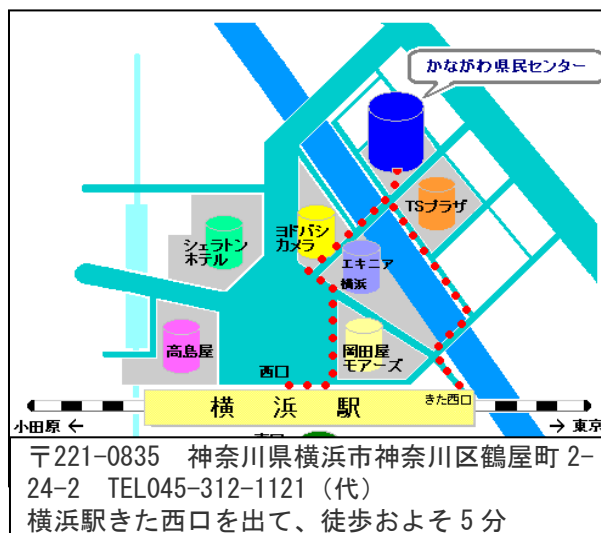 かながわ県民センター
TSプラザ
ヨドバシ
カメラ
シェラトン
ホテル
エキニア
横浜
高島屋
岡田屋
モアーズ
西口
横 浜 駅
きた西口
小田原 ←
→ 東京
〒221-0835 神奈川県横浜市神奈川区鶴屋町 2-
24-2 TEL045-312-1121（代）
横浜駅きた西口を出て、徒歩およそ 5 分